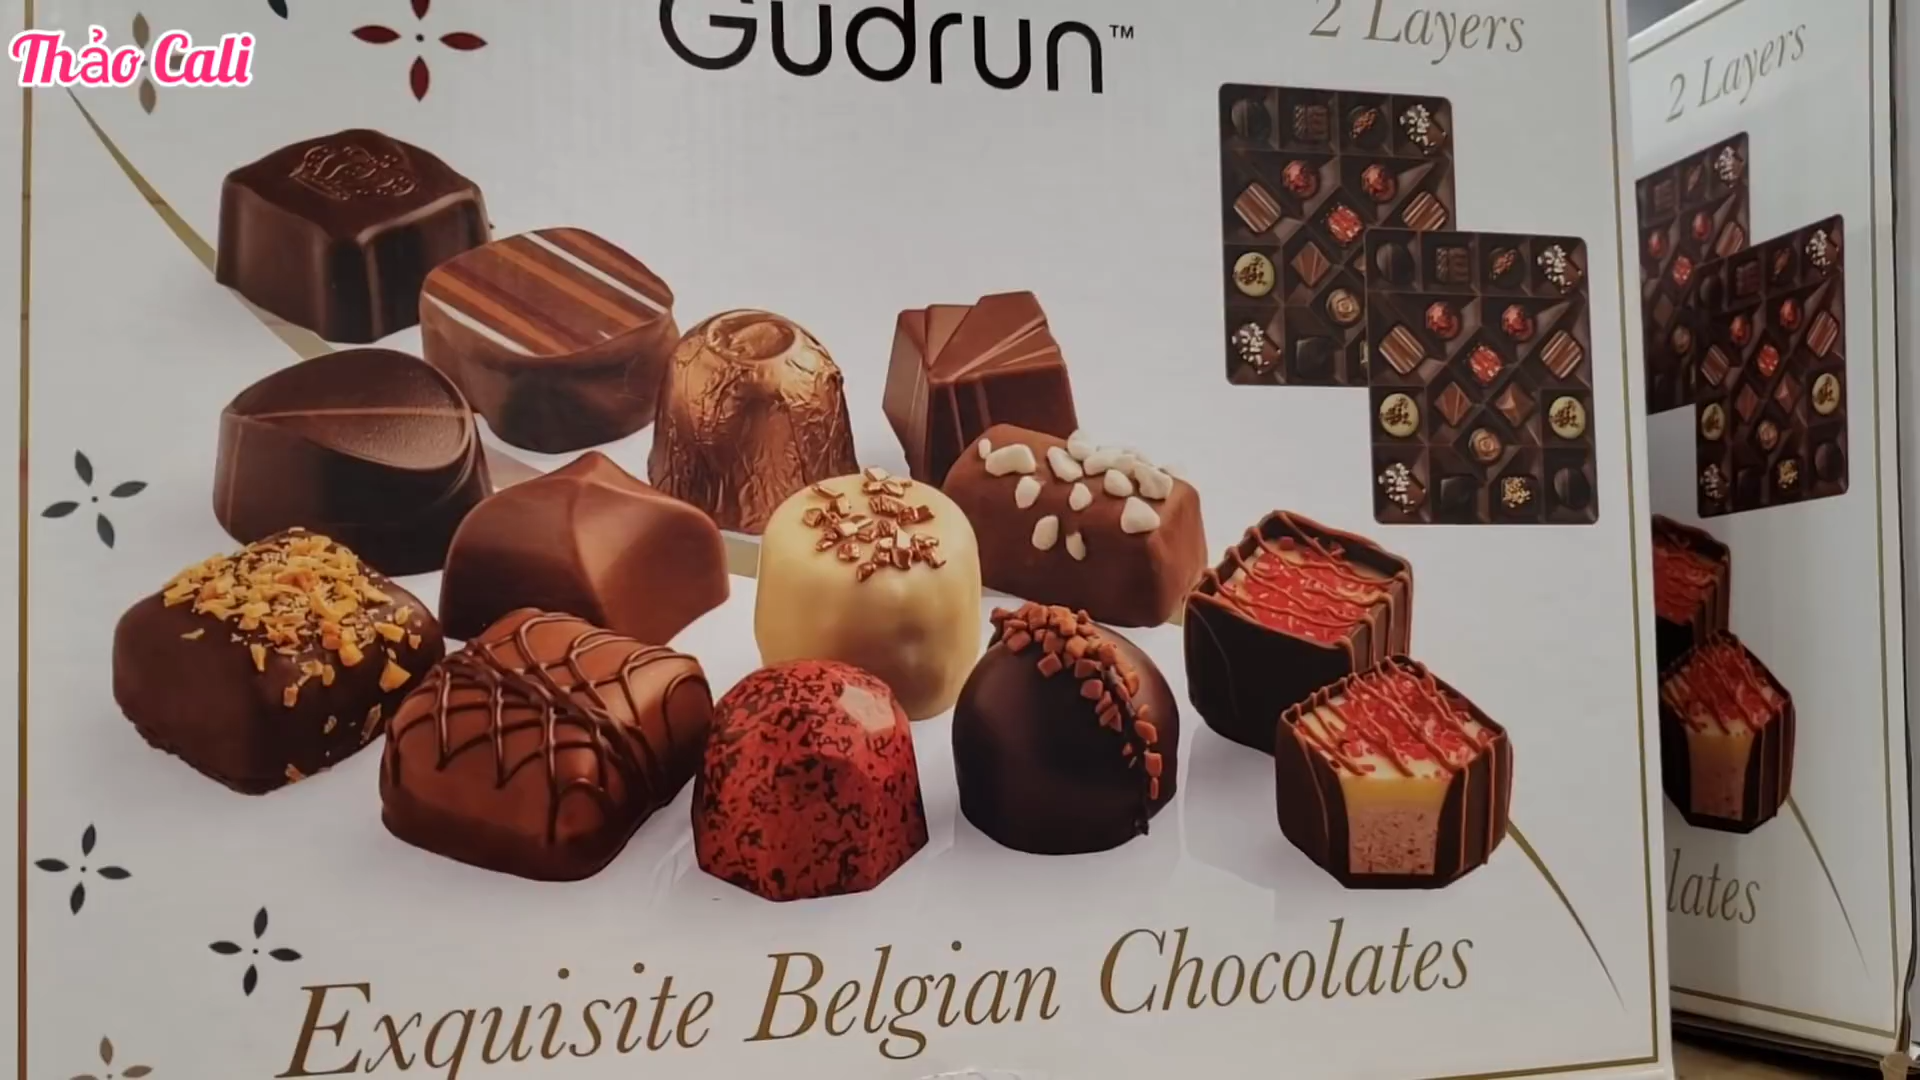 Thảo Cali
Gudrun™
2 Layers
2 Layers
Exquisite Belgian Chocolates
lates